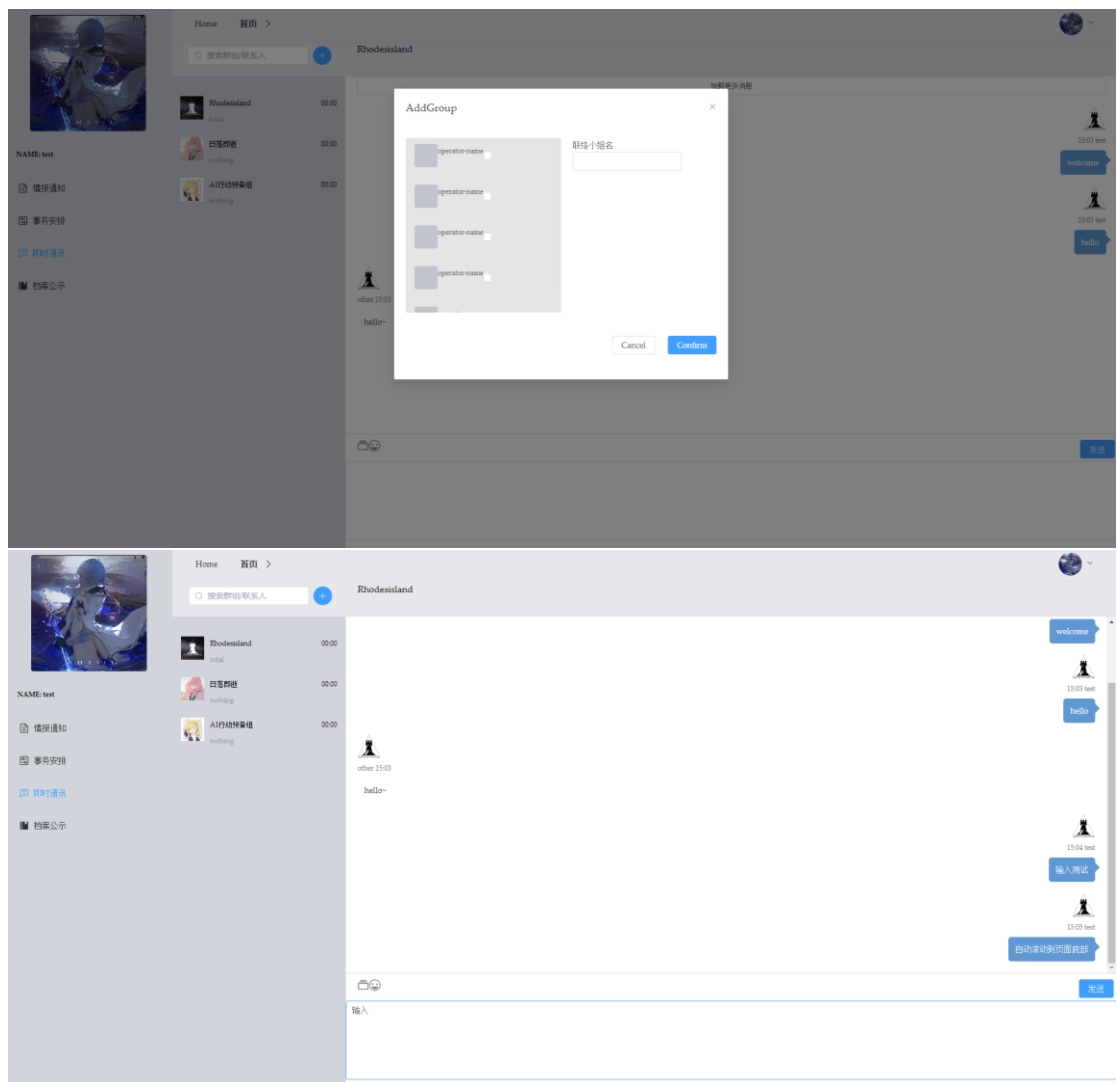 Home 首页 >
搜索群组/联系人
+
Rhodesisland
加载更多消息
HAITI
NAME: test
情报通知
事务安排
即时通讯
档案公示
Rhodesisland 00:00
total
日落即逝 00:00
nothing
AI行动预备组 00:00
nothing
AddGroup ×
operator-name
operator-name
operator-name
operator-name
联络小组名
Cancel Confirm
15:03 test
welcome
15:03 test
hello
other 15:03
hello~
发送
Home 首页 >
搜索群组/联系人
+
Rhodesisland
NAME: test
情报通知
事务安排
即时通讯
档案公示
Rhodesisland 00:00
total
日落即逝 00:00
nothing
AI行动预备组 00:00
nothing
welcome
15:03 test
hello
other 15:03
hello~
15:04 test
输入测试
15:05 test
自动滚动到页面底部
发送
输入